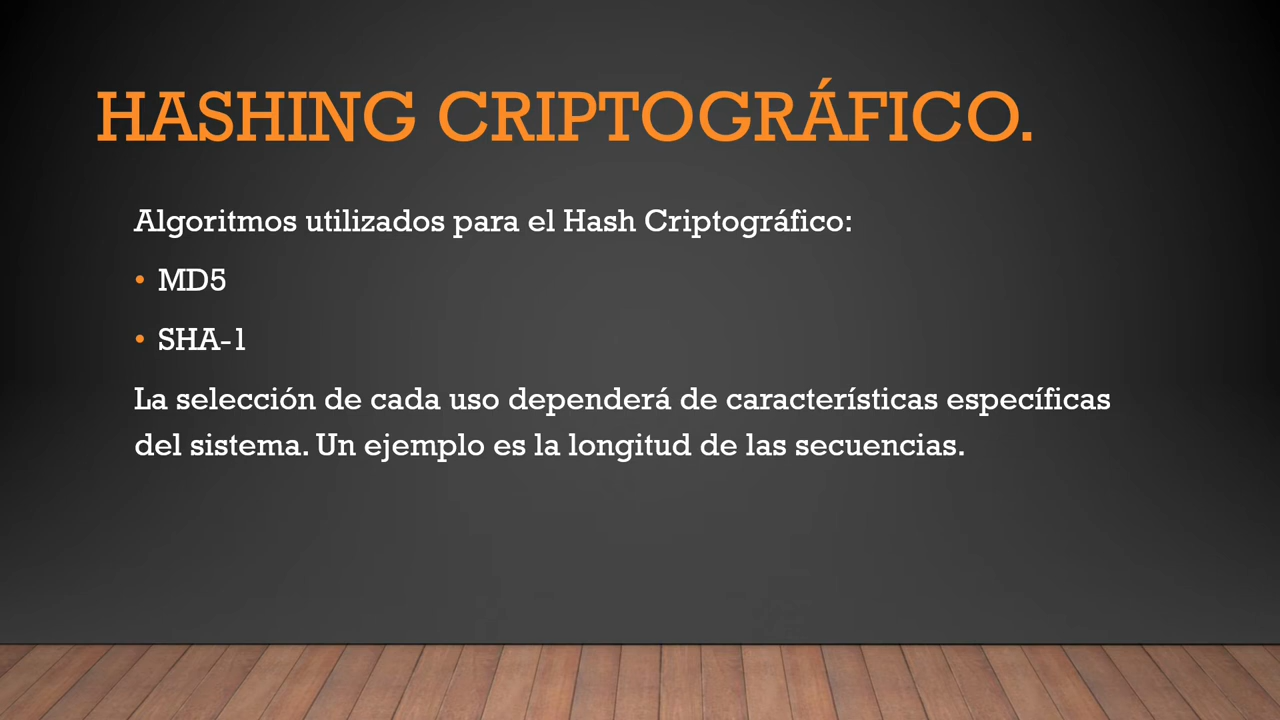 HASHING CRIPTOGRÁFICO.
Algoritmos utilizados para el Hash Criptográfico:
• MD5
• SHA-1
La selección de cada uso dependerá de características específicas
del sistema. Un ejemplo es la longitud de las secuencias.